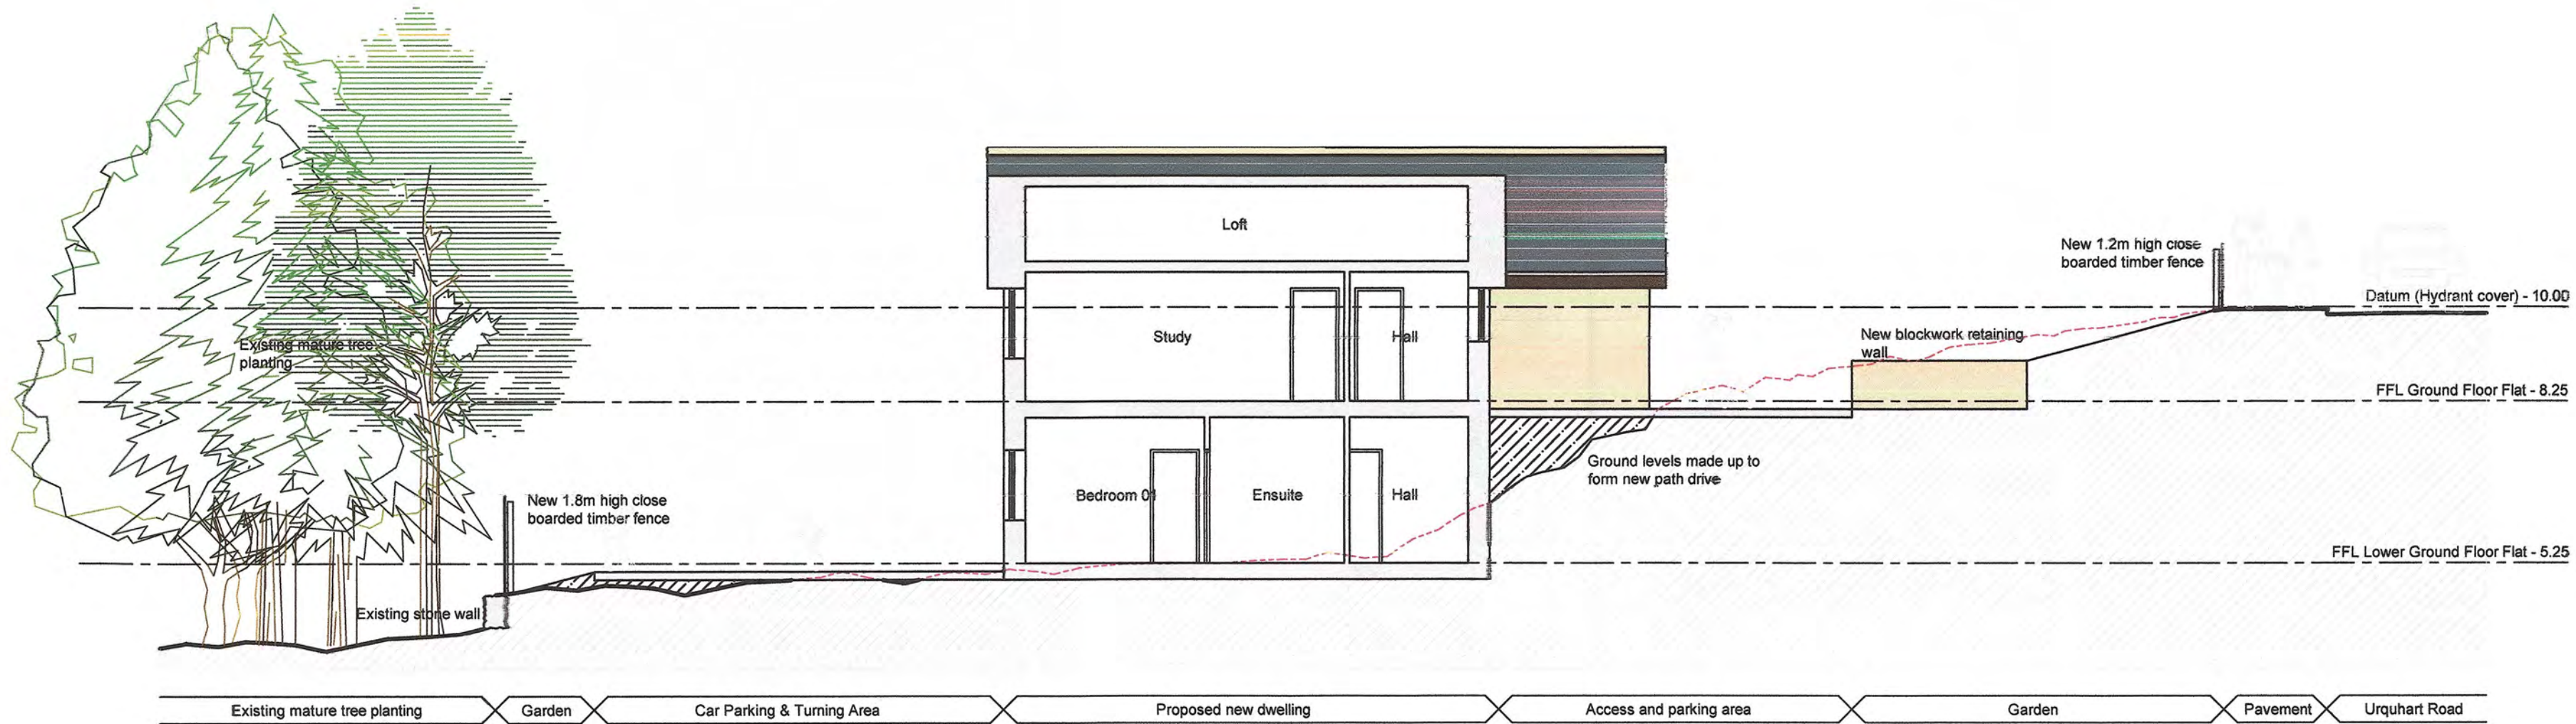 Loft
New 1.2m high close
boarded timber fence
Datum (Hydrant cover) - 10.00
Study
Hall
Existing mature tree
planting
New blockwork retaining
wall
FFL Ground Floor Flat - 8.25
Ground levels made up to
form new path drive
Bedroom 01
Ensuite
Hall
New 1.8m high close
boarded timber fence
FFL Lower Ground Floor Flat - 5.25
Existing stone wall
Existing mature tree planting
Garden
Car Parking & Turning Area
Proposed new dwelling
Access and parking area
Garden
Pavement
Urquhart Road